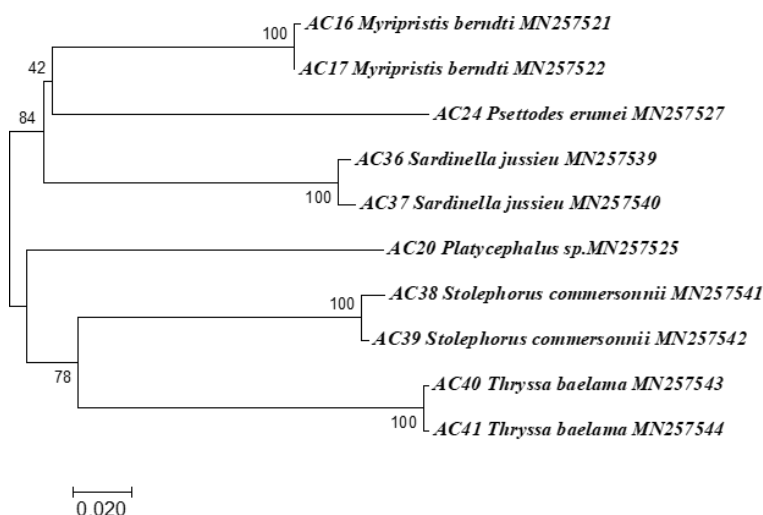 100
AC16 Myripristis berndti MN257521
AC17 Myripristis berndti MN257522
42
AC24 Psettodes erumei MN257527
84
AC36 Sardinella jussieu MN257539
100
AC37 Sardinella jussieu MN257540
AC20 Platycephalus sp.MN257525
100
AC38 Stolephorus commersonnii MN257541
AC39 Stolephorus commersonnii MN257542
78
AC40 Thryssa baelama MN257543
100
AC41 Thryssa baelama MN257544
0.020